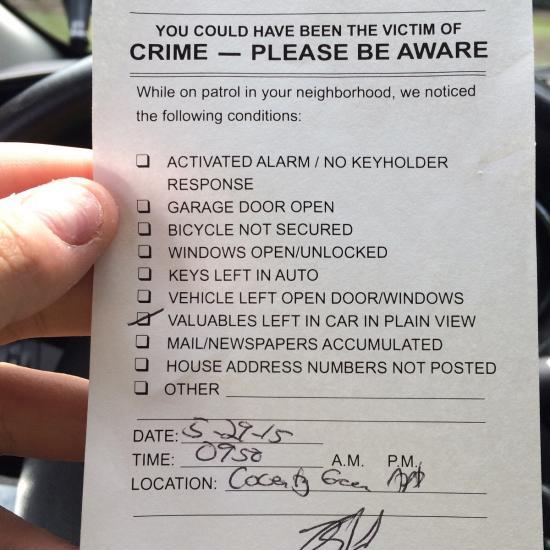 YOU COULD HAVE BEEN THE VICTIM OF
CRIME — PLEASE BE AWARE
While on patrol in your neighborhood, we noticed
the following conditions:
ACTIVATED ALARM / NO KEYHOLDER
RESPONSE
GARAGE DOOR OPEN
BICYCLE NOT SECURED
WINDOWS OPEN/UNLOCKED
KEYS LEFT IN AUTO
VEHICLE LEFT OPEN DOOR/WINDOWS
VALUABLES LEFT IN CAR IN PLAIN VIEW
MAIL/NEWSPAPERS ACCUMULATED
HOUSE ADDRESS NUMBERS NOT POSTED
OTHER
DATE: 5-29-15
TIME: 0950 A.M. P.M.
LOCATION: